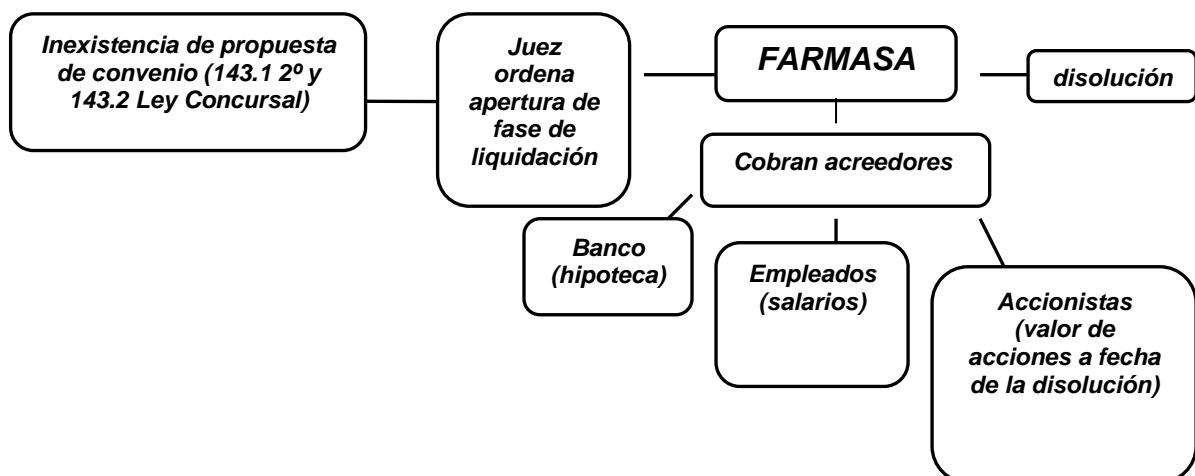 Inexistencia de propuesta
de convenio (143.1 2º y
143.2 Ley Concursal)
Juez
ordena
apertura de
fase de
liquidación
FARMASA
disolución
Cobran acreedores
Banco
(hipoteca)
Empleados
(salarios)
Accionistas
(valor de
acciones a fecha
de la disolución)